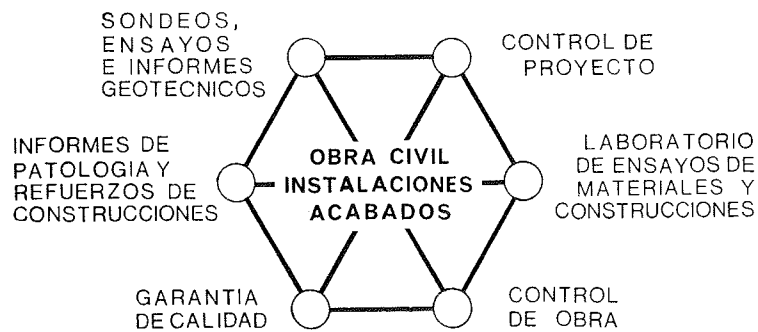 SONDEOS,
ENSAYOS
E INFORMES
GEOTECNICOS
CONTROL DE
PROYECTO
INFORMES DE
PATOLOGIA Y
REFUERZOS DE
CONSTRUCCIONES
OBRA CIVIL
INSTALACIONES
ACABADOS
LABORATORIO
DE ENSAYOS DE
MATERIALES Y
CONSTRUCCIONES
GARANTIA
DE CALIDAD
CONTROL
DE OBRA